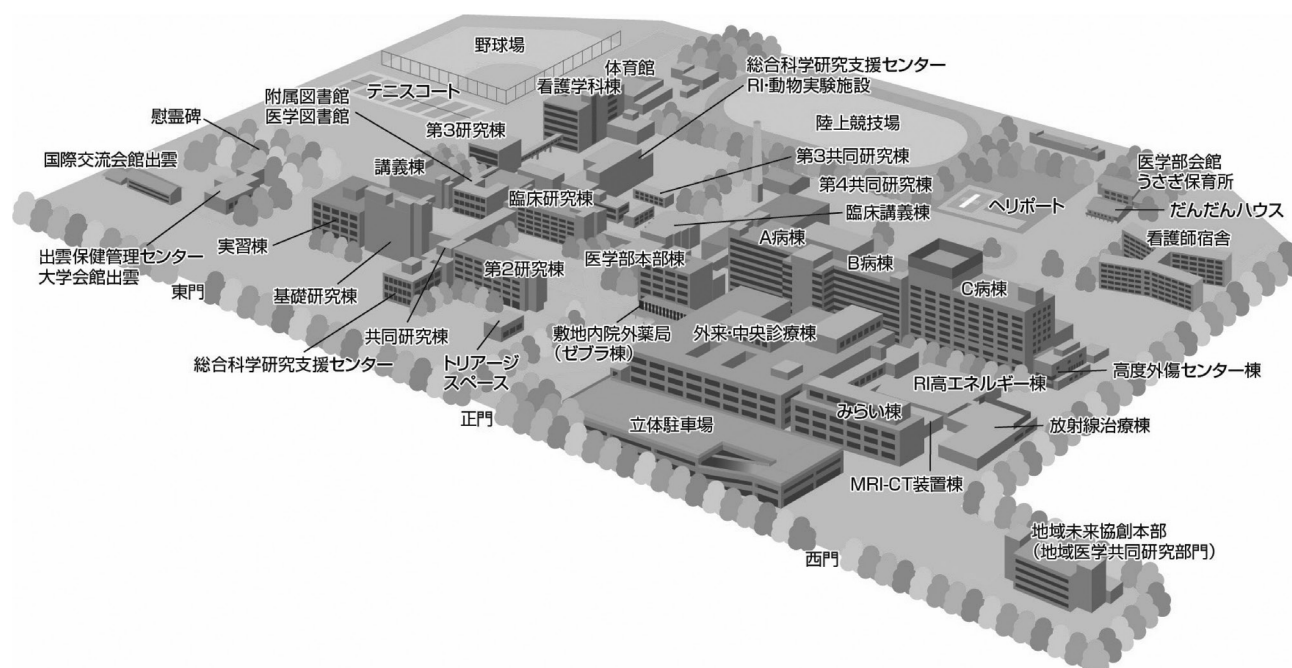 野球場
体育館
看護学科棟
総合科学研究支援センター
RI・動物実験施設
テニスコート
附属図書館
医学図書館
慰霊碑
第3研究棟
陸上競技場
国際交流会館出雲
講義棟
第3共同研究棟
医学部会館
うさぎ保育所
第4共同研究棟
臨床研究棟
ヘリポート
だんだんハウス
臨床講義棟
看護師宿舎
A病棟
実習棟
出雲保健管理センター
大学会館出雲
医学部本部棟
B病棟
第2研究棟
C病棟
東門
基礎研究棟
共同研究棟
敷地内院外薬局
（ゼブラ棟）
外来・中央診療棟
総合科学研究支援センター
トリアージ
スペース
RI高エネルギー棟
高度外傷センター棟
正門
立体駐車場
みらい棟
放射線治療棟
MRI-CT装置棟
西門
地域未来協創本部
（地域医学共同研究部門）